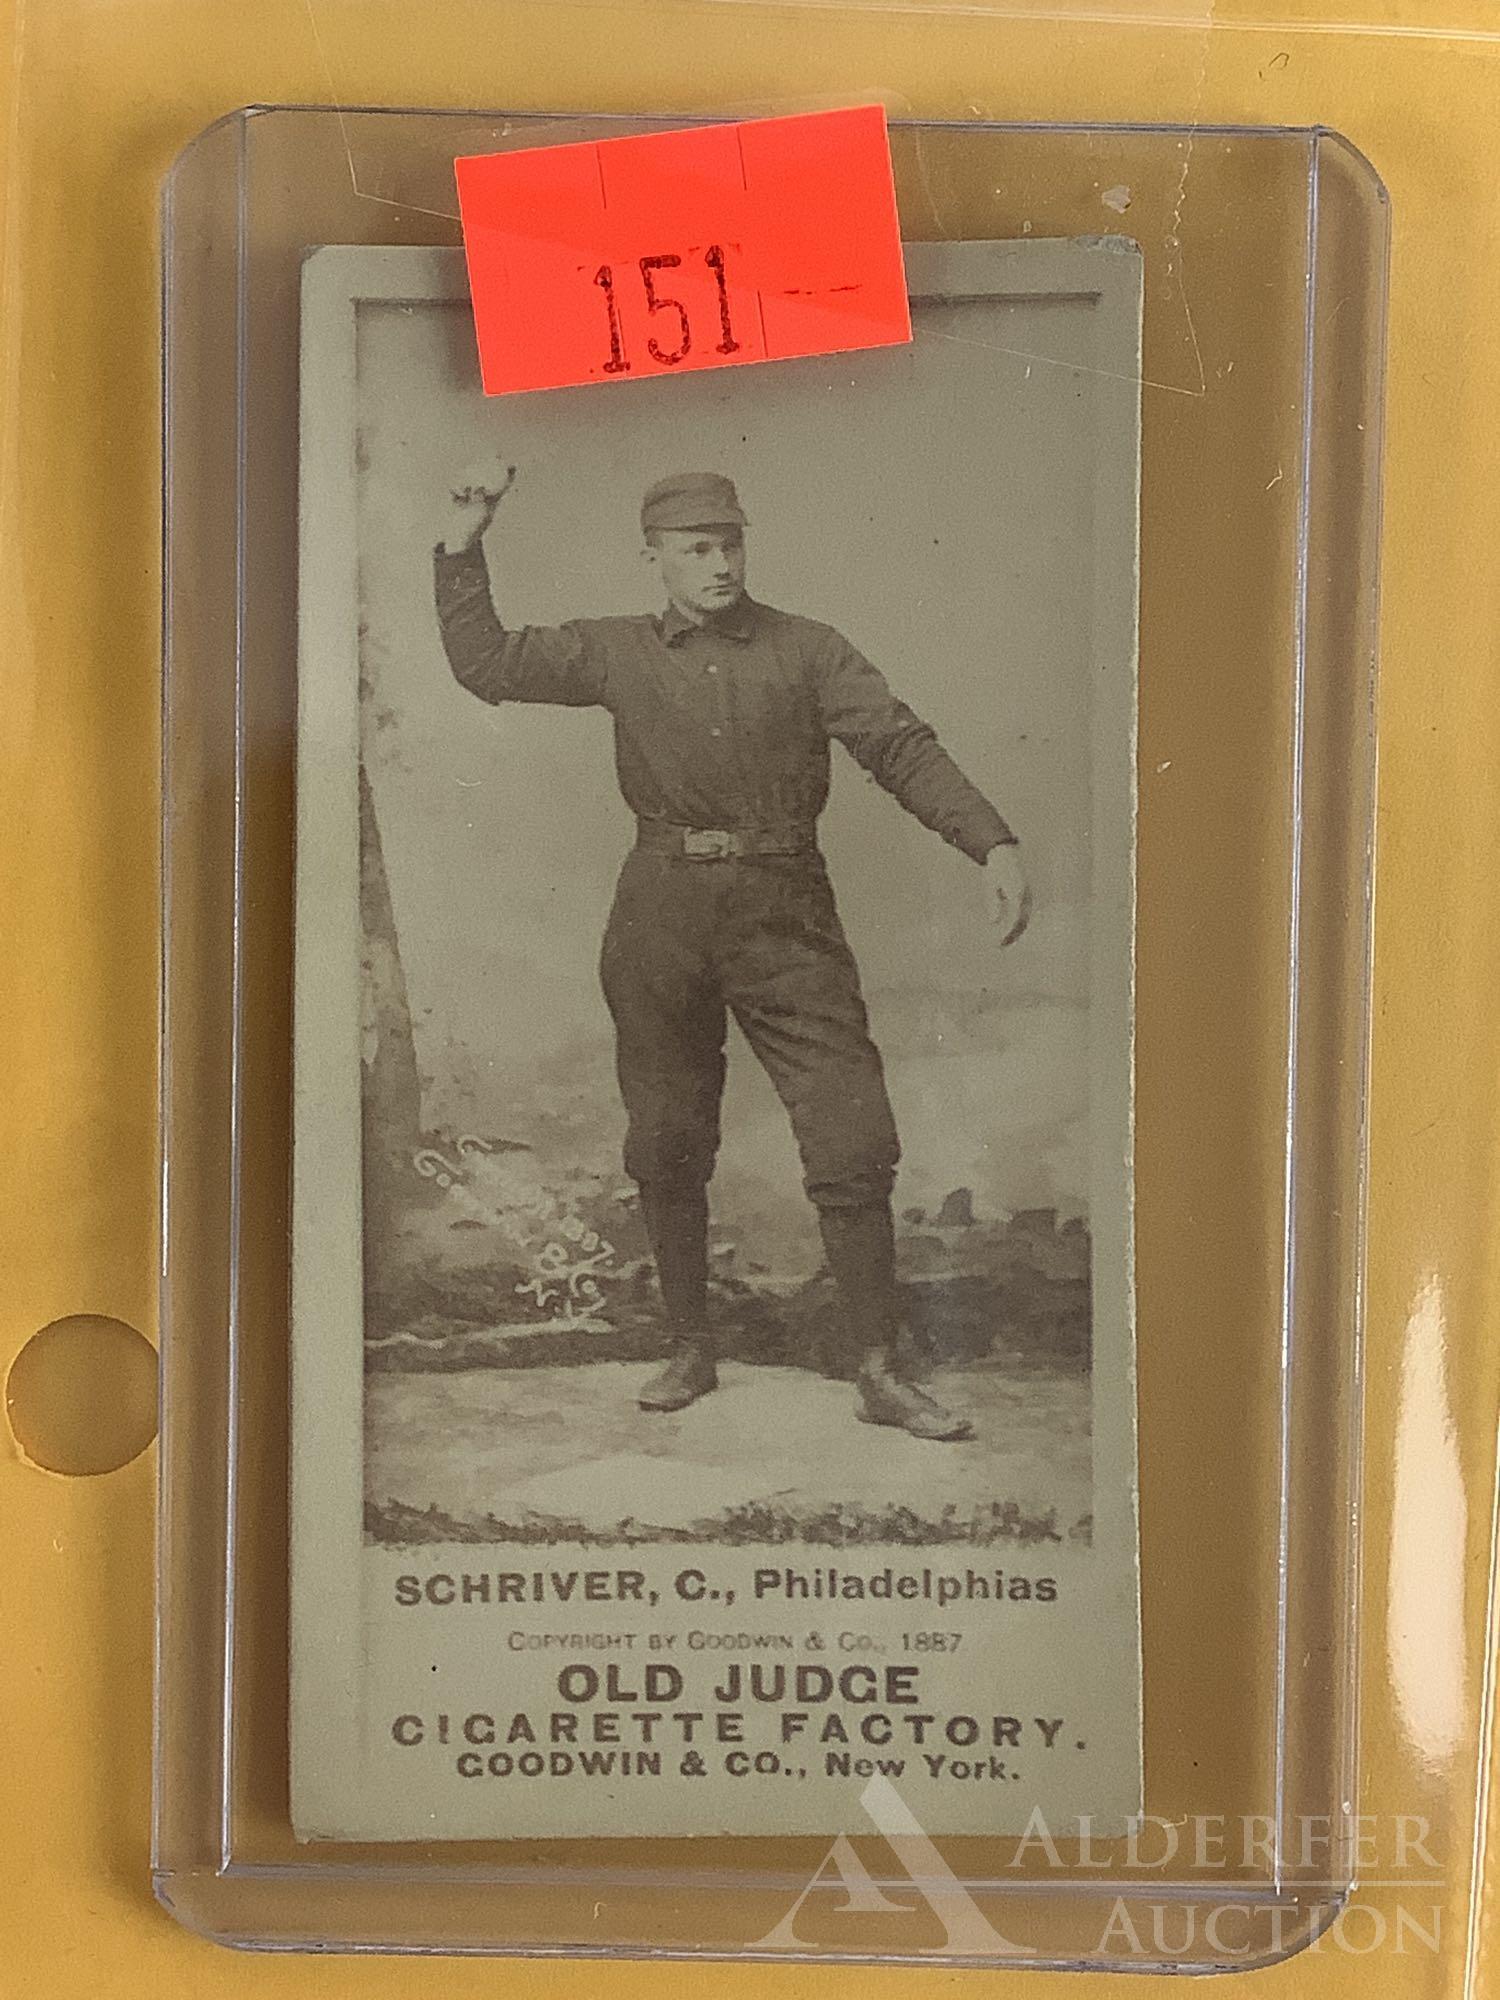 151
SCHRIVER, C., Philadelphias
COPYRIGHT BY GOODWIN & CO., 1887
OLD JUDGE
CIGARETTE FACTORY.
GOODWIN & CO., New York.
ALDERFER
AUCTION